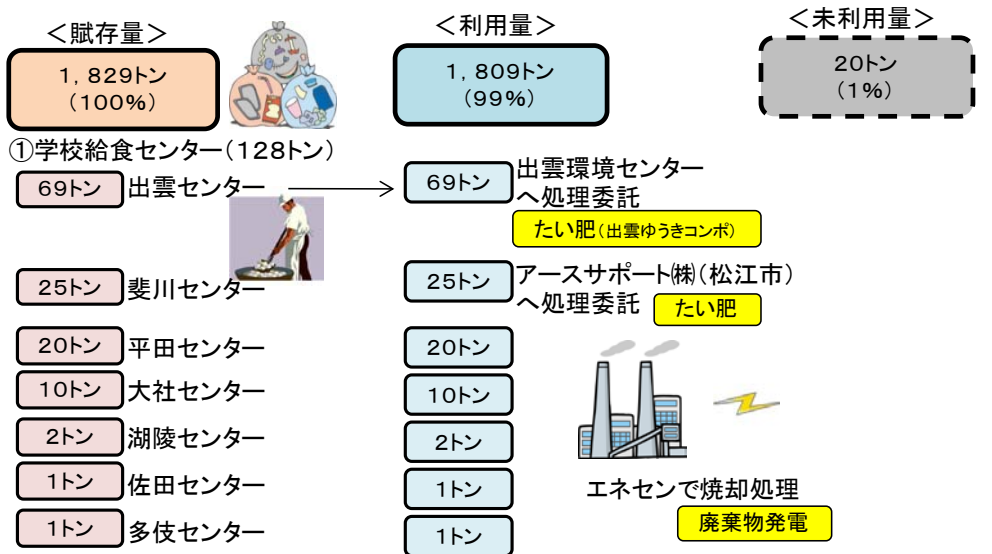 <賦存量>
1,829トン
(100%)
<利用量>
1,809トン
(99%)
<未利用量>
20トン
(1%)
①学校給食センター(128トン)
69トン 出雲センター
69トン 出雲環境センター
へ処理委託
たい肥(出雲ゆうきコンポ)
25トン 斐川センター
25トン アースサポート㈱(松江市)
へ処理委託 たい肥
20トン 平田センター
20トン
10トン 大社センター
10トン
2トン 湖陵センター
2トン
1トン 佐田センター
1トン
1トン 多伎センター
1トン
エネセンで焼却処理
廃棄物発電